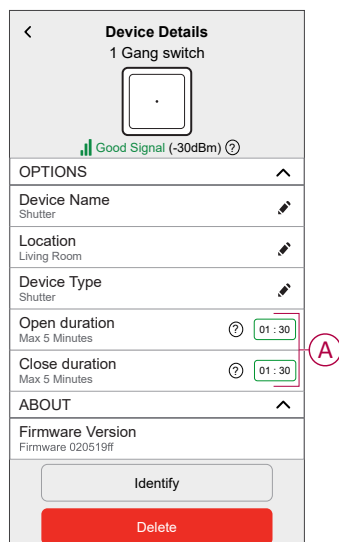 Device Details
1 Gang switch
Good Signal (-30dBm) ?
OPTIONS
Device Name
Shutter
Location
Living Room
Device Type
Shutter
Open duration ? 01 : 30
Max 5 Minutes
Close duration ? 01 : 30
Max 5 Minutes
A
ABOUT
Firmware Version
Firmware 020519ff
Identify
Delete